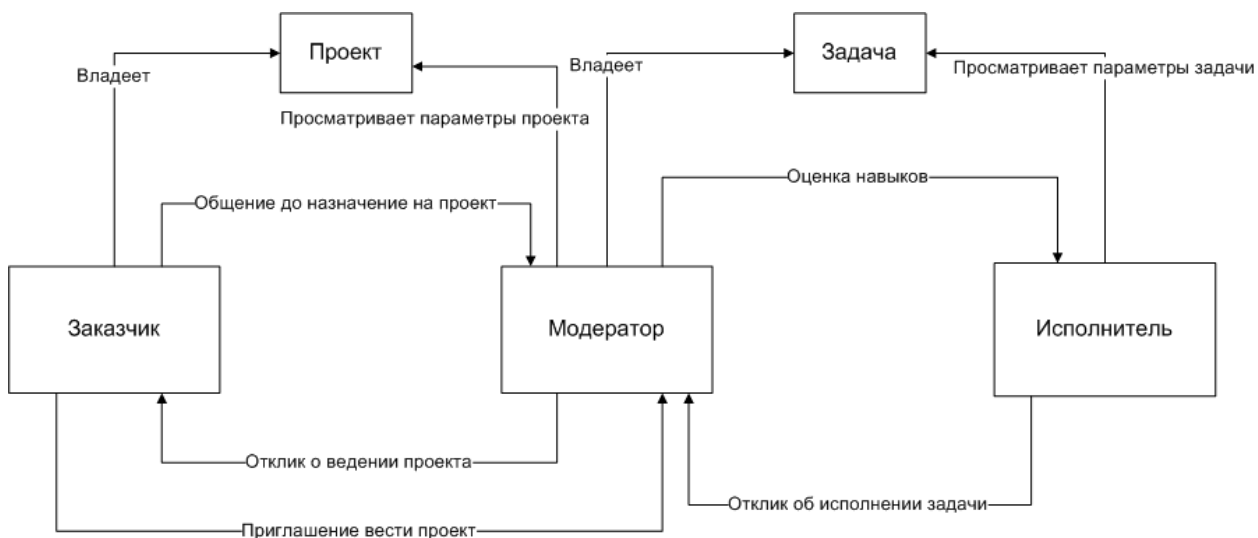 Проект
Задача
Владеет
Владеет
Просматривает параметры задачи
Просматривает параметры проекта
Оценка навыков
Общение до назначение на проект
Заказчик
Модератор
Исполнитель
Отклик о ведении проекта
Отклик об исполнении задачи
Приглашение вести проект